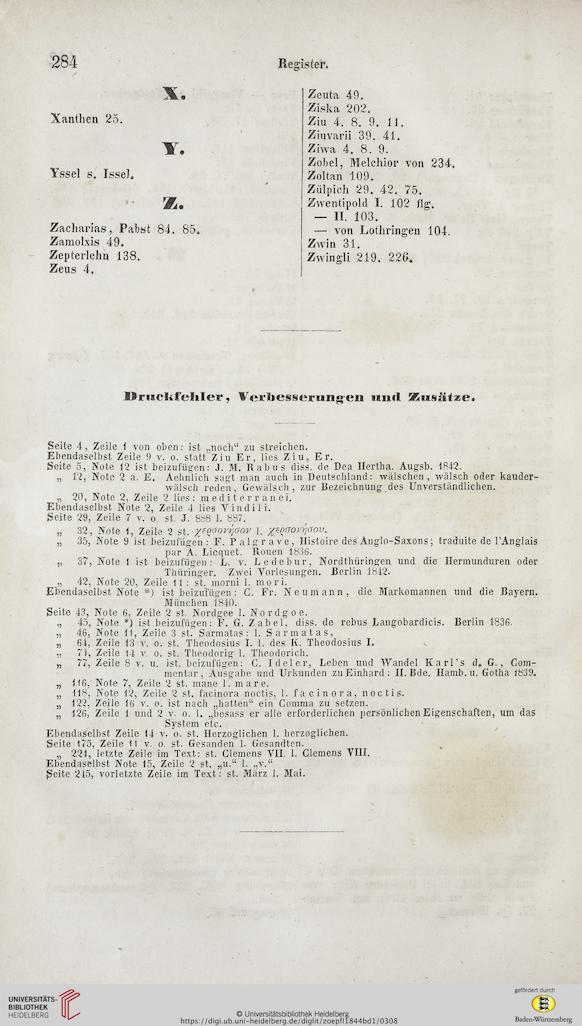 284
Register.
X.
Xanthen 25.
Y.
Yssel s. Issel.
Z.
Zacharias, Pabst 84. 85.
Zamolxis 49.
Zepterlehn 138.
Zeus 4.
Zeuta 49.
Ziska 202.
Ziu 4. 8. 9. 11.
Ziuvarii 39. 41.
Ziwa 4. 8. 9.
Zobel, Melchior von 234.
Zoltan 109.
Zülpich 29. 42. 75.
Zwentipold I. 102 flg.
— II. 103.
— von Lothringen 104.
Zwin 31.
Zwingli 219. 226.
Druckfehler, Verbesserungen und Zusätze.
Seite 4, Zeile 1 von oben: ist „noch“ zu streichen.
Ebendaselbst Zeile 9 v. o. statt Ziu Er, lies Ziu, Er.
Seite 5, Note 12 ist beizufügen: J. M. Rabus diss. de Dea Hertha. Augsb. 1842.
„ 12, Note 2 a. E. Aehnlich sagt man auch in Deutschland: wälschen, wälsch oder kauder-
wälsch reden, Gewälsch, zur Bezeichnung des Unverständlichen.
„ 20, Note 2, Zeile 2 lies: mediterranei.
Ebendaselbst Note 2, Zeile 4 lies Vindili.
Seite 29, Zeile 7 v. o. st. J. 888 l. 887.
„ 32, Note 1, Zeile 2 st. χερσονήσον l. χερσονήσου.
„ 35, Note 9 ist beizufügen: F. Palgrave, Histoire des Anglo-Saxons; traduite de l'Anglais
par A. Licquet. Rouen 1836.
„ 37, Note 1 ist beizufügen: L. v. Ledebur, Nordthüringen und die Hermunduren oder
Thüringer. Zwei Vorlesungen. Berlin 1842.
„ 42, Note 20, Zeile 11: st. morni l. mori.
Ebendaselbst Note *) ist beizufügen: C. Fr. Neumann, die Markomannen und die Bayern.
München 1840.
Seite 43, Note 6, Zeile 2 st. Nordgee l. Nordgoe.
„ 45, Note *) ist beizufügen: F. G. Zabel, diss. de rebus Langobardicis. Berlin 1836.
„ 46, Note 11, Zeile 3 st. Sarmatas: l. Sarmatas,
„ 64, Zeile 13 v. o. st. Theodosius I. l. des K. Theodosius I.
„ 71, Zeile 14 v. o. st. Theodorig l. Theodorich.
„ 77, Zeile 8 v. u. ist. beizufügen: C. Ideler, Leben und Wandel Karl's d. G., Com-
mentar, Ausgabe und Urkunden zu Einhard: II. Bde. Hamb. u. Gotha 1839.
„ 116, Note 7, Zeile 2 st. mane l. mare.
„ 118, Note 12, Zeile 2 st. facinora noctis, l. facinora, noctis.
„ 122, Zeile 16 v. o. ist nach „hatten“ ein Comma zu setzen.
„ 126, Zeile 1 und 2 v. o. l. „besass er alle erforderlichen persönlichen Eigenschaften, um das
System etc.
Ebendaselbst Zeile 14 v. o. st. Herzoglichen l. herzoglichen.
Seite 175, Zeile 11 v. o. st. Gesanden l. Gesandten.
„ 221, letzte Zeile im Text: st. Clemens VII. l. Clemens VIII.
Ebendaselbst Note 15, Zeile 2 st. „u.“ l. „v.“
Seite 245, vorletzte Zeile im Text: st. März l. Mai.
UNIVERSITÄTS-
BIBLIOTHEK
HEIDELBERG
© Universitätsbibliothek Heidelberg
https://digi.ub.uni-heidelberg.de/diglit/zoepfl1844bd1/0308
gefördert durch
Baden-Württemberg